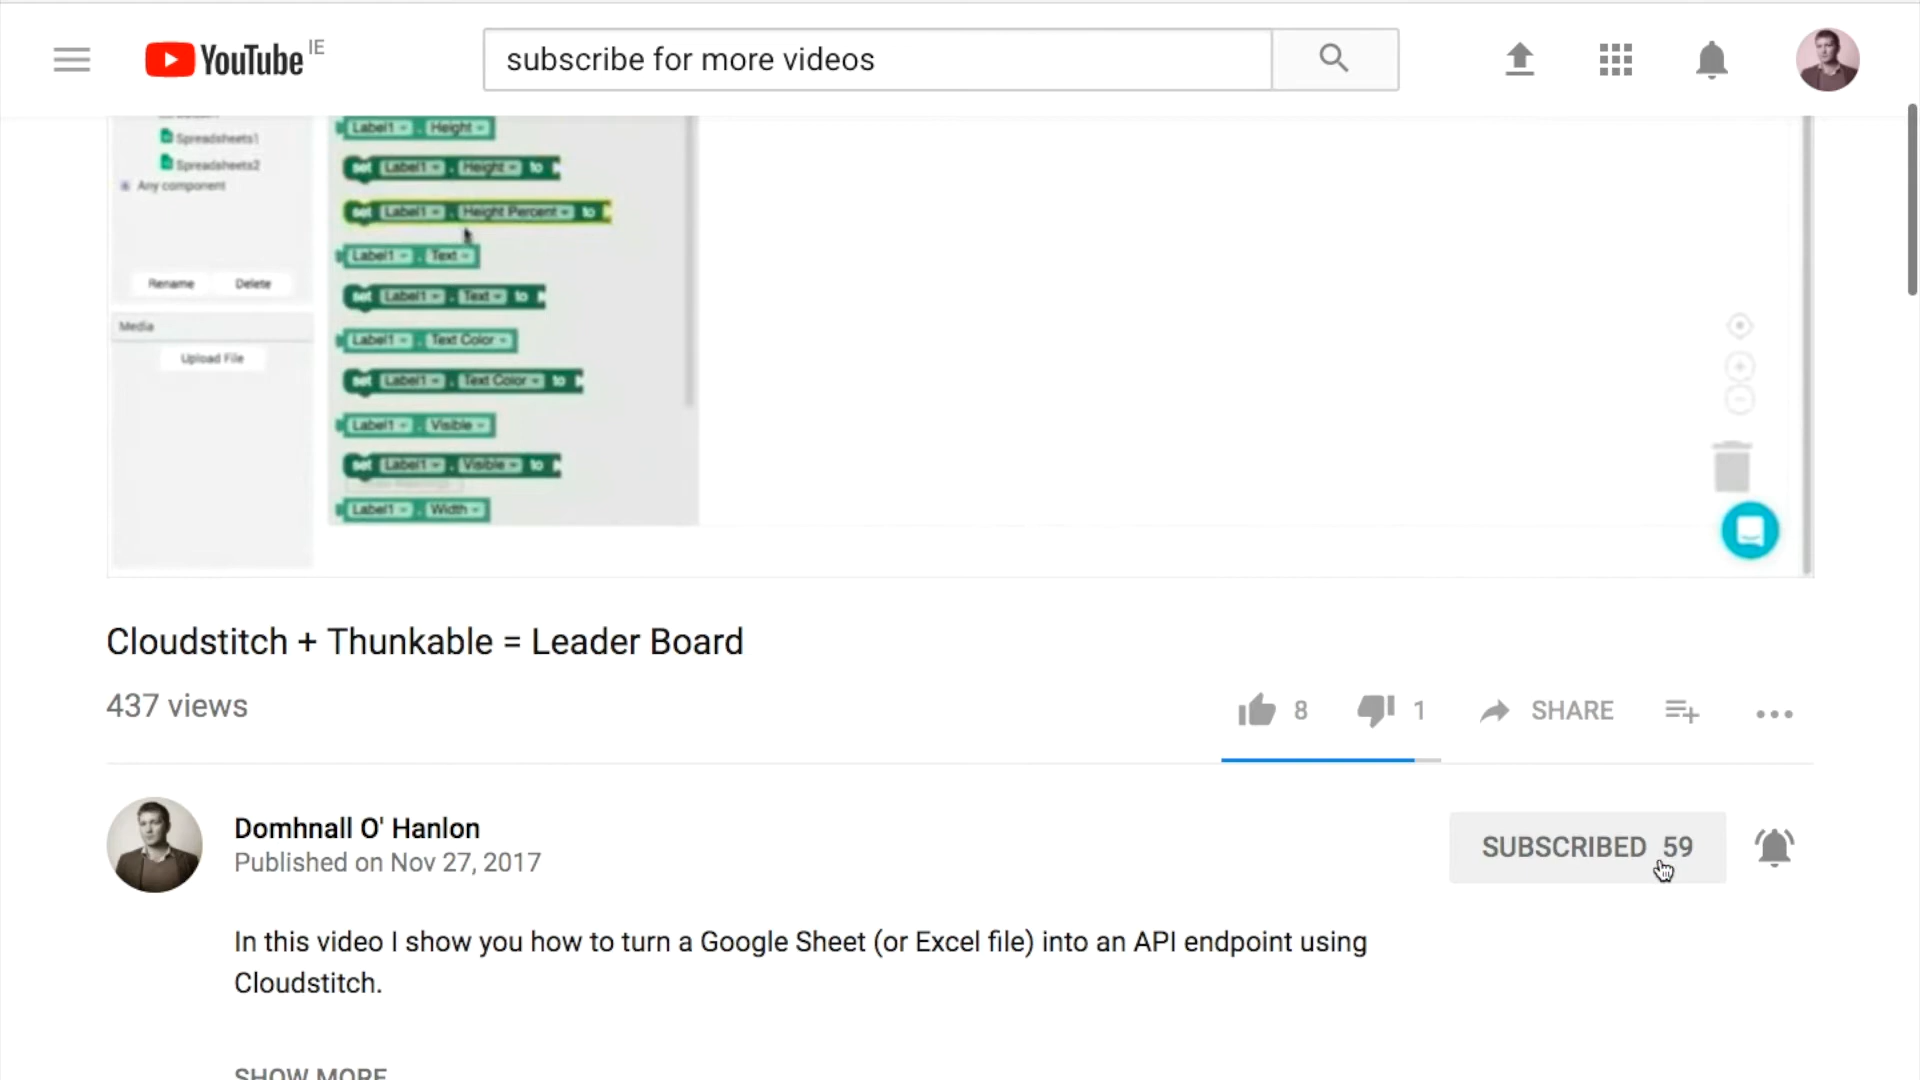 YouTube IE
subscribe for more videos
Spreadsheets1
Spreadsheets2
Any component
Rename Delete
Media
Upload File
Label1 . Height
set Label1 . Height to
set Label1 . Height Percent to
Label1 . Text
set Label1 . Text to
Label1 . Text Color
set Label1 . Text Color to
Label1 . Visible
set Label1 . Visible to
Label1 . Width
Cloudstitch + Thunkable = Leader Board
437 views
8 1 SHARE
Domhnall O' Hanlon
Published on Nov 27, 2017
SUBSCRIBED 59
In this video I show you how to turn a Google Sheet (or Excel file) into an API endpoint using
Cloudstitch.
SHOW MORE